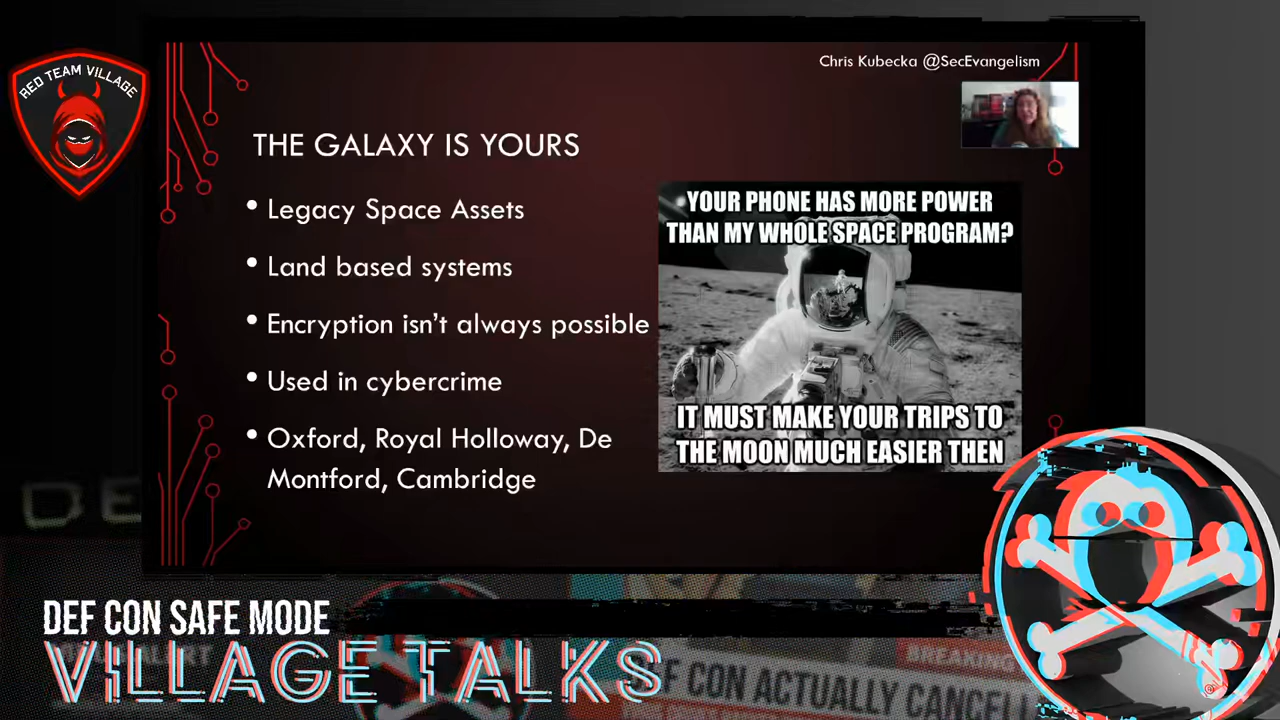 RED TEAM VILLAGE
Chris Kubecka @SecEvangelism
THE GALAXY IS YOURS
• Legacy Space Assets
• Land based systems
• Encryption isn't always possible
• Used in cybercrime
• Oxford, Royal Holloway, De
Montford, Cambridge
YOUR PHONE HAS MORE POWER
THAN MY WHOLE SPACE PROGRAM?
IT MUST MAKE YOUR TRIPS TO
THE MOON MUCH EASIER THEN
DE
DEF CON SAFE MODE
VILLAGE TALKS
BREAKING
DEF CON ACTUALLY CANCELL